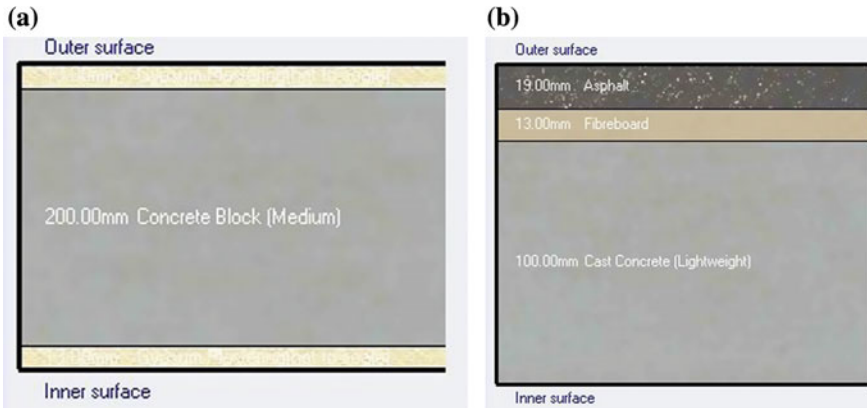 (a)
Outer surface
200.00mm Concrete Block (Medium)
Inner surface
(b)
Outer surface
19.00mm Asphalt
13.00mm Fibreboard
100.00mm Cast Concrete (Lightweight)
Inner surface